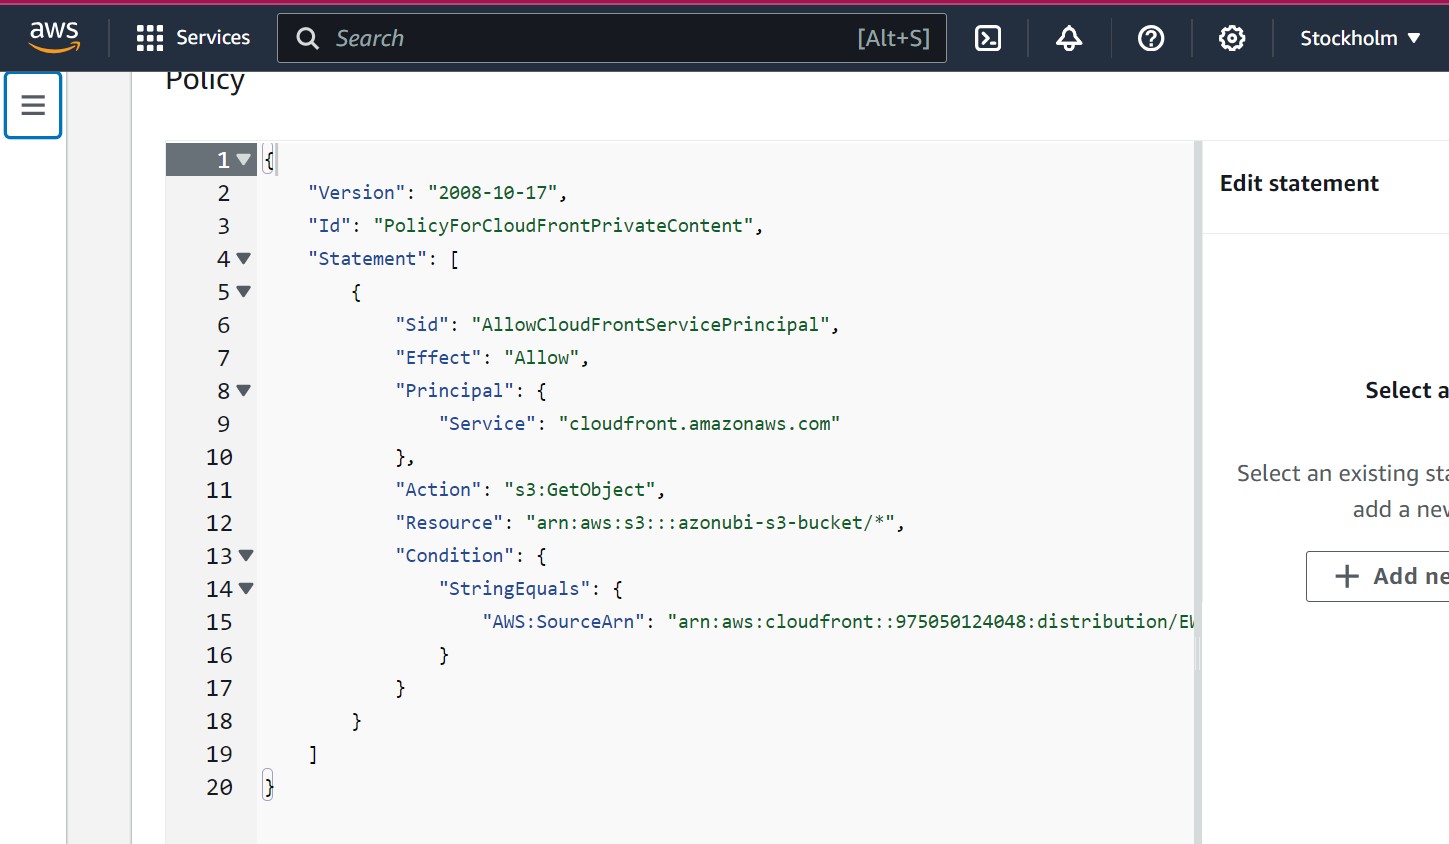 aws Services Search [Alt+S] Stockholm
Policy
1 {
2 "Version": "2008-10-17",
3 "Id": "PolicyForCloudFrontPrivateContent",
4 "Statement": [
5 {
6 "Sid": "AllowCloudFrontServicePrincipal",
7 "Effect": "Allow",
8 "Principal": {
9 "Service": "cloudfront.amazonaws.com"
10 },
11 "Action": "s3:GetObject",
12 "Resource": "arn:aws:s3:::azonubi-s3-bucket/*",
13 "Condition": {
14 "StringEquals": {
15 "AWS:SourceArn": "arn:aws:cloudfront::975050124048:distribution/
16 }
17 }
18 }
19 ]
20 }
Edit statement
Select a
Select an existing sta
add a new
Add ne